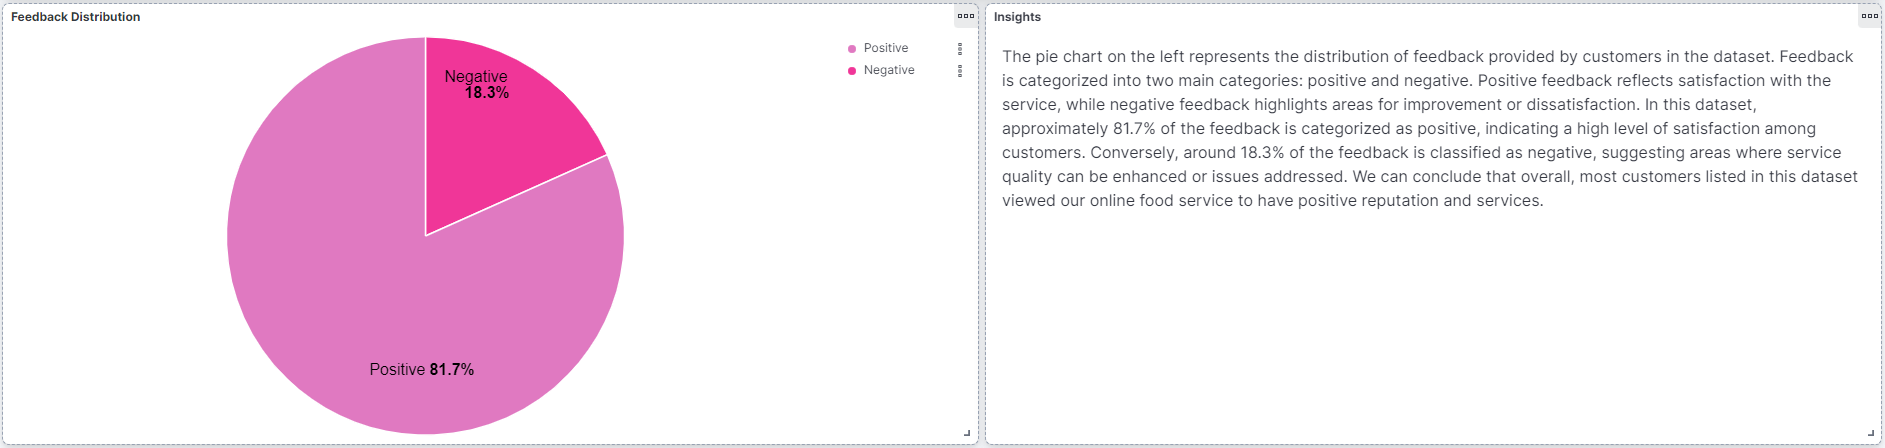 Feedback Distribution
Positive
Negative
Negative
18.3%
Positive 81.7%
Insights
The pie chart on the left represents the distribution of feedback provided by customers in the dataset. Feedback
is categorized into two main categories: positive and negative. Positive feedback reflects satisfaction with the
service, while negative feedback highlights areas for improvement or dissatisfaction. In this dataset,
approximately 81.7% of the feedback is categorized as positive, indicating a high level of satisfaction among
customers. Conversely, around 18.3% of the feedback is classified as negative, suggesting areas where service
quality can be enhanced or issues addressed. We can conclude that overall, most customers listed in this dataset
viewed our online food service to have positive reputation and services.